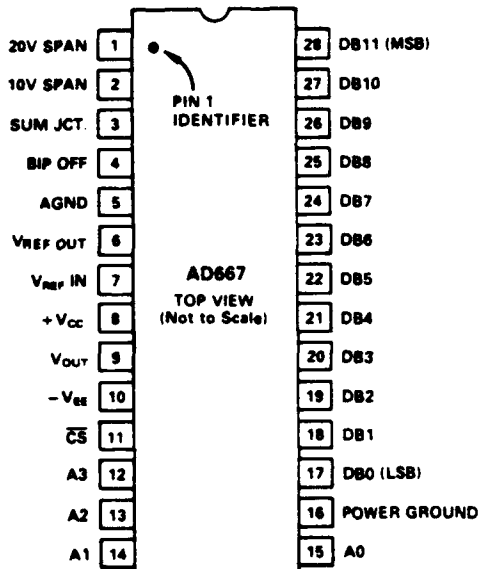 20V SPAN 1 28 DB11 (MSB)
10V SPAN 2 27 DB10
PIN 1
IDENTIFIER
SUM JCT. 3 26 DB9
BIP OFF 4 25 DB8
AGND 5 24 DB7
VREF OUT 6 23 DB6
VREF IN 7 22 DB5
AD667
TOP VIEW
(Not to Scale)
+VCC 8 21 DB4
VOUT 9 20 DB3
-VEE 10 19 DB2
C̅S̅ 11 18 DB1
A3 12 17 DB0 (LSB)
A2 13 16 POWER GROUND
A1 14 15 A0